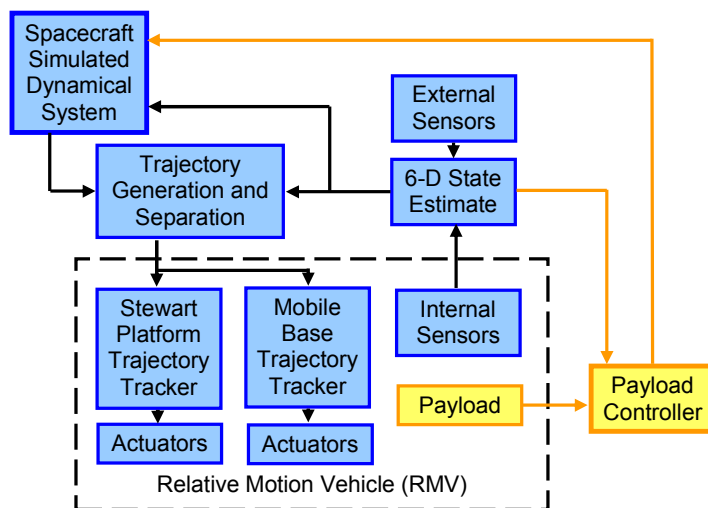 Spacecraft
Simulated
Dynamical
System
External
Sensors
Trajectory
Generation and
Separation
6-D State
Estimate
Stewart
Platform
Trajectory
Tracker
Mobile
Base
Trajectory
Tracker
Internal
Sensors
Payload
Payload
Controller
Actuators
Actuators
Relative Motion Vehicle (RMV)